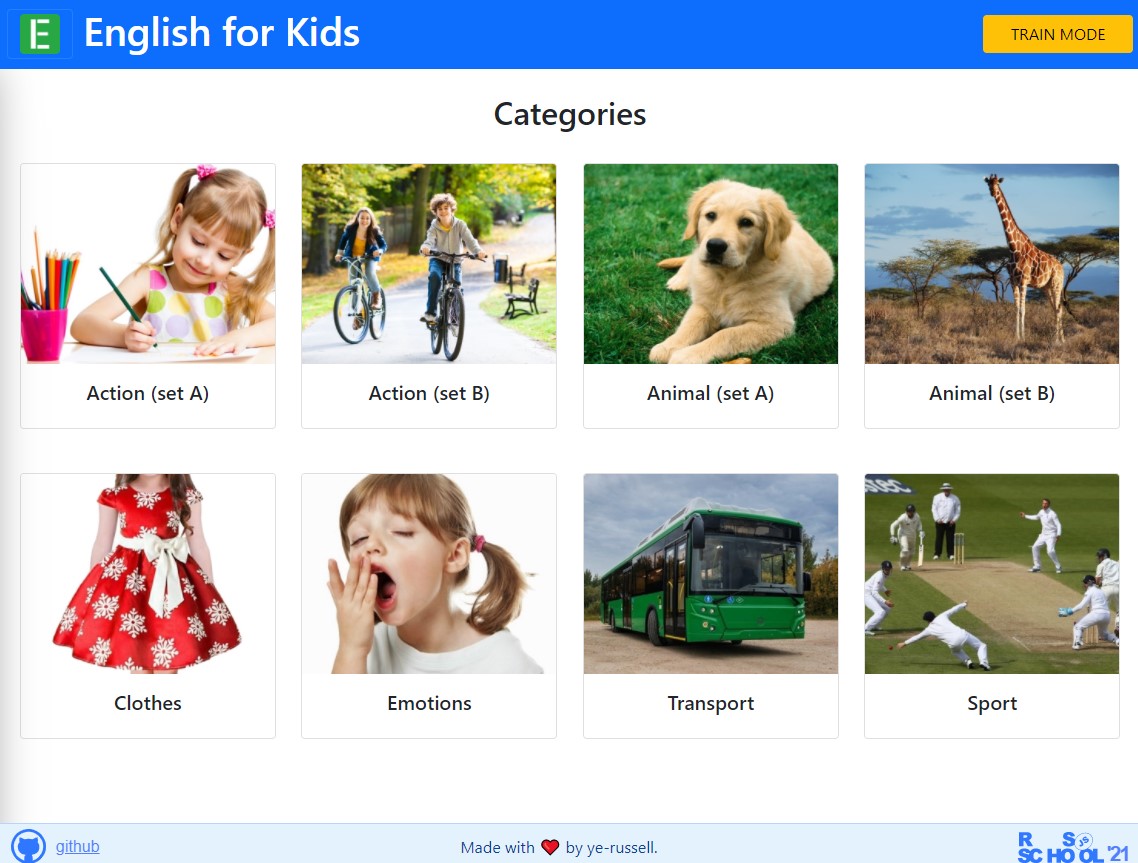 E
English for Kids
TRAIN MODE
Categories
Action (set A)
Action (set B)
Animal (set A)
Animal (set B)
Clothes
Emotions
Transport
Sport
github
Made with ❤ by ye-russell.
RS
SCHOOL '21